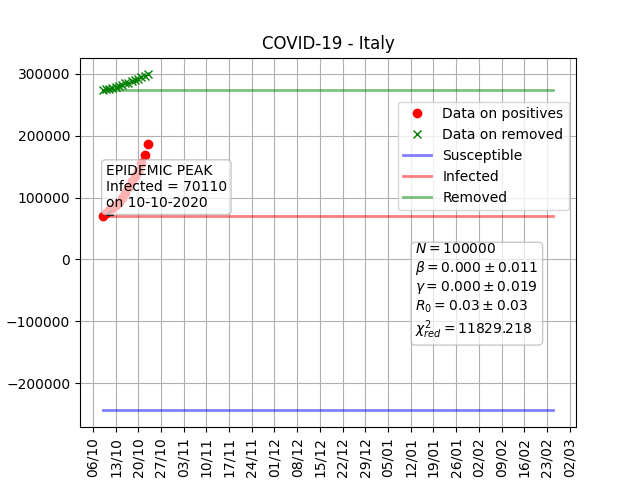 COVID-19 - Italy
300000
200000
100000
0
−100000
−200000
Data on positives
Data on removed
Susceptible
Infected
Removed
EPIDEMIC PEAK
Infected = 70110
on 10-10-2020
N = 100000
β = 0.000 ± 0.011
γ = 0.000 ± 0.019
R₀ = 0.03 ± 0.03
χ²_red = 11829.218
06/10
13/10
20/10
27/10
03/11
10/11
17/11
24/11
01/12
08/12
15/12
22/12
29/12
05/01
12/01
19/01
26/01
02/02
09/02
16/02
23/02
02/03